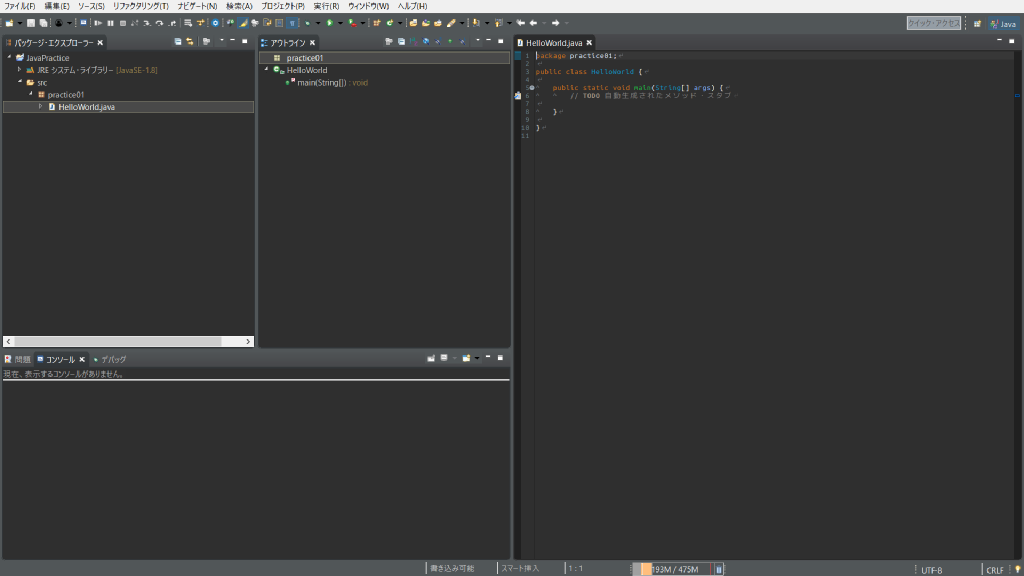 ファイル(F) 編集(E) ソース(S) リファクタリング(T) ナビゲート(N) 検索(A) プロジェクト(P) 実行(R) ウィンドウ(W) ヘルプ(H)
クイック・アクセス
Java
パッケージ・エクスプローラー
JavaPractice
JRE システム・ライブラリー [JavaSE-1.8]
src
practice01
HelloWorld.java
アウトライン
practice01
HelloWorld
main(String[]) : void
HelloWorld.java
1 package practice01;
2
3 public class HelloWorld {
4
5 public static void main(String[] args) {
6 // TODO 自動生成されたメソッド・スタブ
7
8 }
9
10 }
11
問題 コンソール デバッグ
現在、表示するコンソールがありません。
書き込み可能 スマート挿入 1 : 1 193M / 475M UTF-8 CRLF